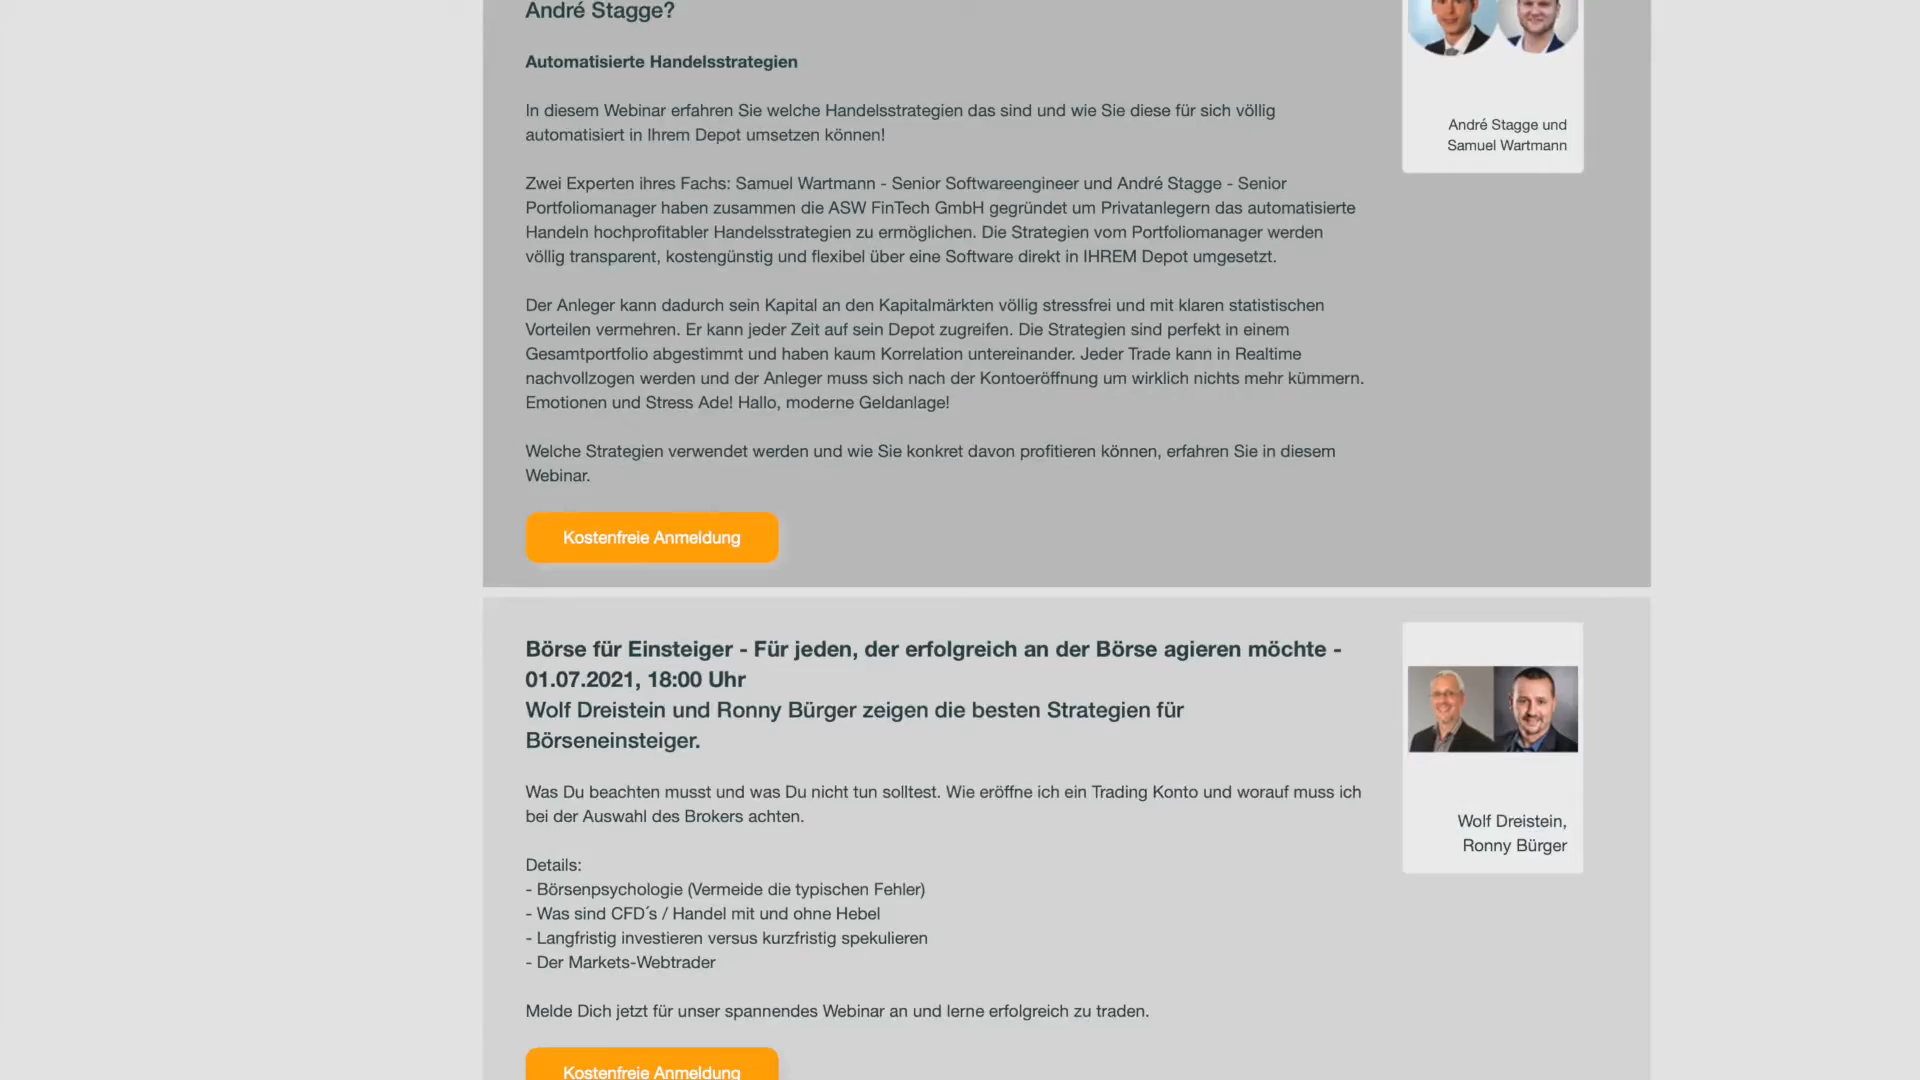 André Stagge?
Automatisierte Handelsstrategien
In diesem Webinar erfahren Sie welche Handelsstrategien das sind und wie Sie diese für sich völlig
automatisiert in Ihrem Depot umsetzen können!
Zwei Experten ihres Fachs: Samuel Wartmann - Senior Softwareengineer und André Stagge - Senior
Portfoliomanager haben zusammen die ASW FinTech GmbH gegründet um Privatanlegern das automatisierte
Handeln hochprofitabler Handelsstrategien zu ermöglichen. Die Strategien vom Portfoliomanager werden
völlig transparent, kostengünstig und flexibel über eine Software direkt in IHREM Depot umgesetzt.
Der Anleger kann dadurch sein Kapital an den Kapitalmärkten völlig stressfrei und mit klaren statistischen
Vorteilen vermehren. Er kann jeder Zeit auf sein Depot zugreifen. Die Strategien sind perfekt in einem
Gesamtportfolio abgestimmt und haben kaum Korrelation untereinander. Jeder Trade kann in Realtime
nachvollzogen werden und der Anleger muss sich nach der Kontoeröffnung um wirklich nichts mehr kümmern.
Emotionen und Stress Ade! Hallo, moderne Geldanlage!
Welche Strategien verwendet werden und wie Sie konkret davon profitieren können, erfahren Sie in diesem
Webinar.
Kostenfreie Anmeldung
André Stagge und
Samuel Wartmann
Börse für Einsteiger - Für jeden, der erfolgreich an der Börse agieren möchte -
01.07.2021, 18:00 Uhr
Wolf Dreistein und Ronny Bürger zeigen die besten Strategien für
Börseneinsteiger.
Was Du beachten musst und was Du nicht tun solltest. Wie eröffne ich ein Trading Konto und worauf muss ich
bei der Auswahl des Brokers achten.
Details:
- Börsenpsychologie (Vermeide die typischen Fehler)
- Was sind CFD´s / Handel mit und ohne Hebel
- Langfristig investieren versus kurzfristig spekulieren
- Der Markets-Webtrader
Melde Dich jetzt für unser spannendes Webinar an und lerne erfolgreich zu traden.
Kostenfreie Anmeldung
Wolf Dreistein,
Ronny Bürger